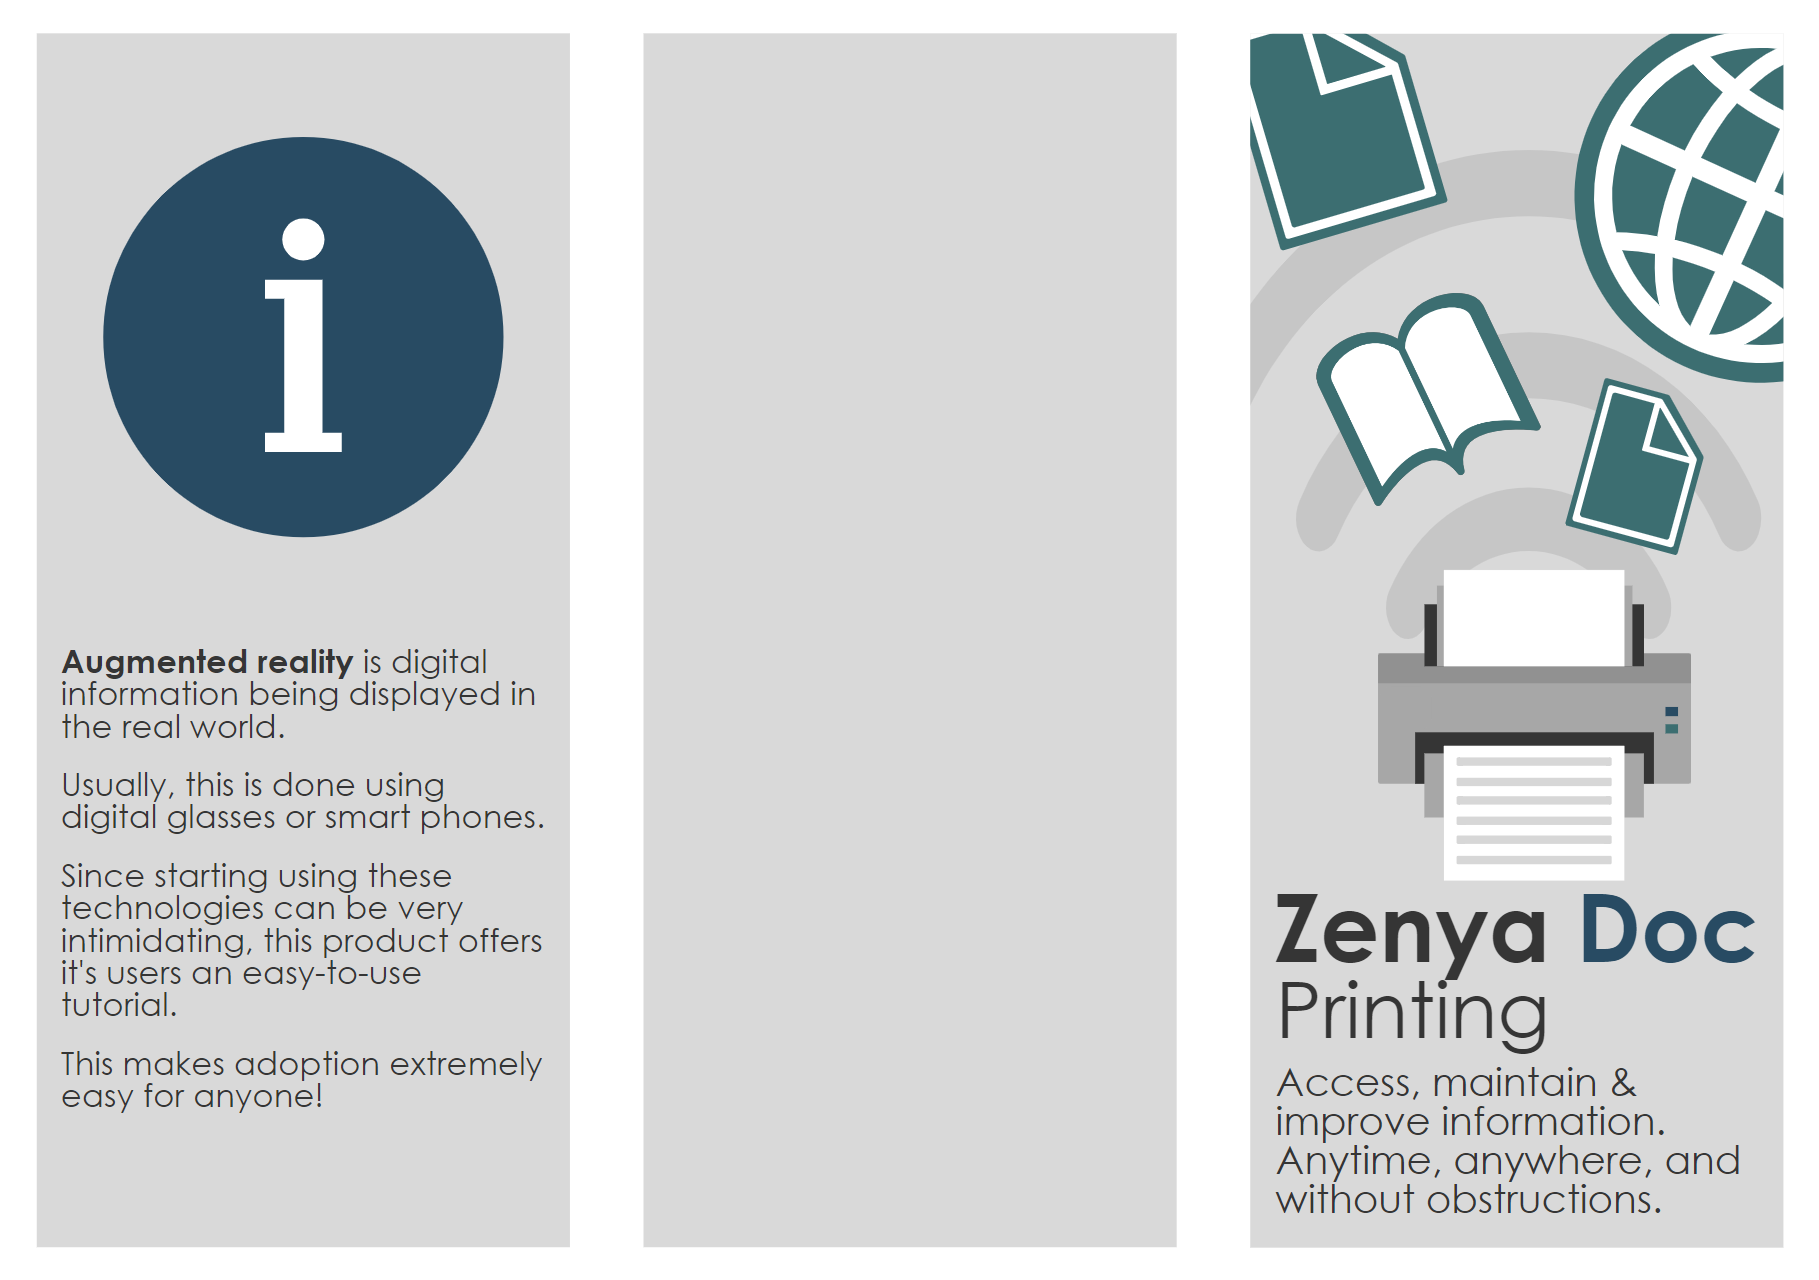 i
Augmented reality is digital
information being displayed in
the real world.
Usually, this is done using
digital glasses or smart phones.
Since starting using these
technologies can be very
intimidating, this product offers
it's users an easy-to-use
tutorial.
This makes adoption extremely
easy for anyone!
Zenya Doc
Printing
Access, maintain &
improve information.
Anytime, anywhere, and
without obstructions.